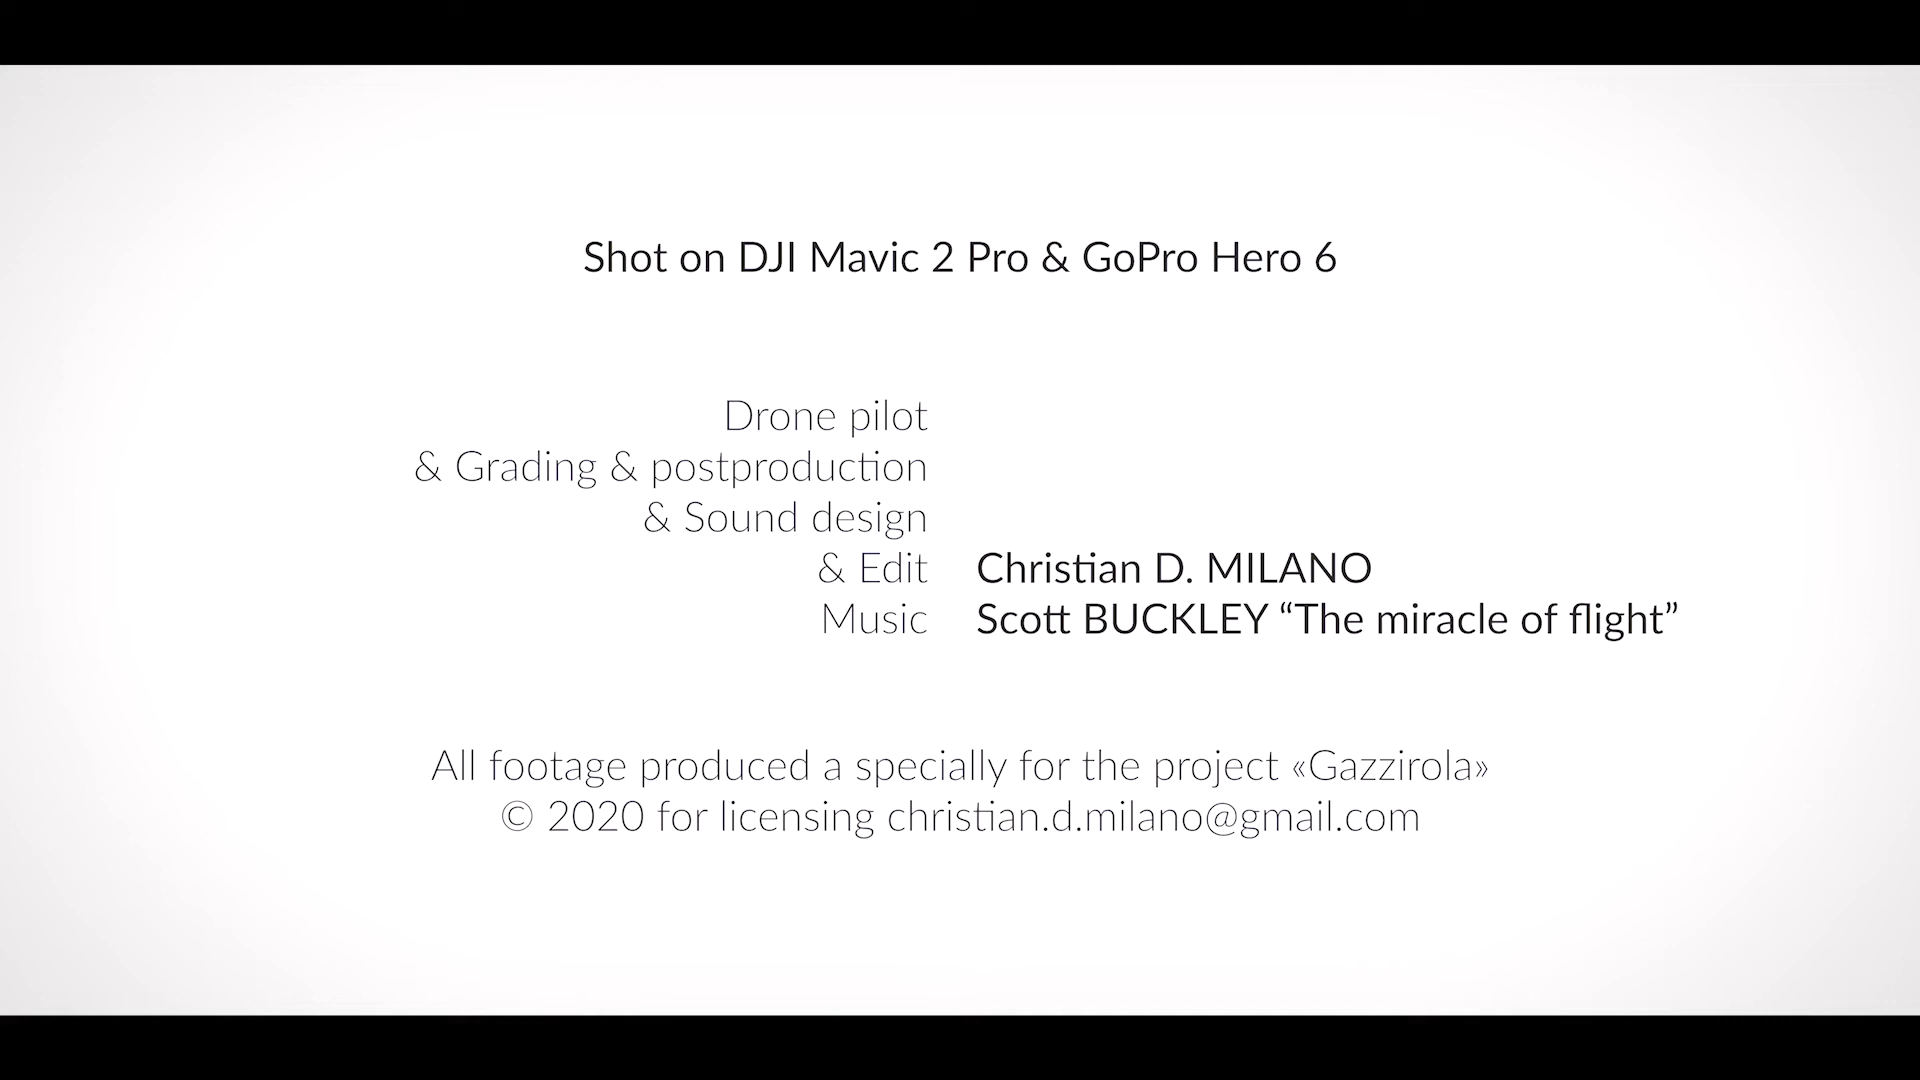 Shot on DJI Mavic 2 Pro & GoPro Hero 6
Drone pilot
& Grading & postproduction
& Sound design
& Edit Christian D. MILANO
Music Scott BUCKLEY “The miracle of flight”
All footage produced a specially for the project «Gazzirola»
© 2020 for licensing christian.d.milano@gmail.com